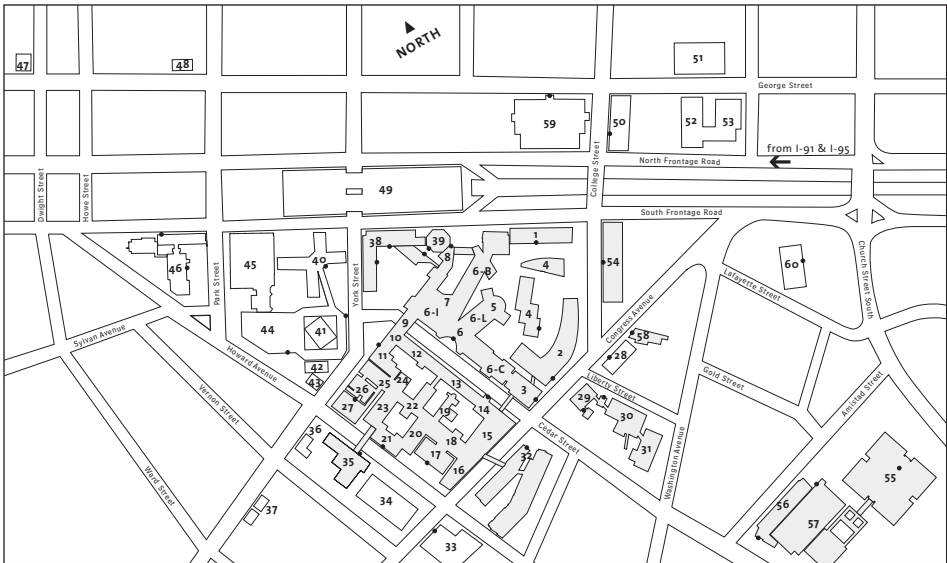 NORTH
47
48
51
George Street
59
50
52
53
from I-91 & I-95
North Frontage Road
College Street
Dwight Street
Howe Street
49
South Frontage Road
38
39
1
8
46
45
40
Park Street
York Street
6-B
4
54
60
Lafayette Street
Church Street South
7
5
6-I
6-L
4
9
6
44
41
Congress Avenue
58
Sylvan Avenue
10
12
2
28
11
Howard Avenue
42
43
6-C
24
25
13
3
Liberty Street
Gold Street
26
27
23
22
19
14
29
30
Vernon Street
Amistad Street
36
21
20
18
15
Cedar Street
31
Washington Avenue
35
17
16
32
Ward Street
34
37
33
55
56
57